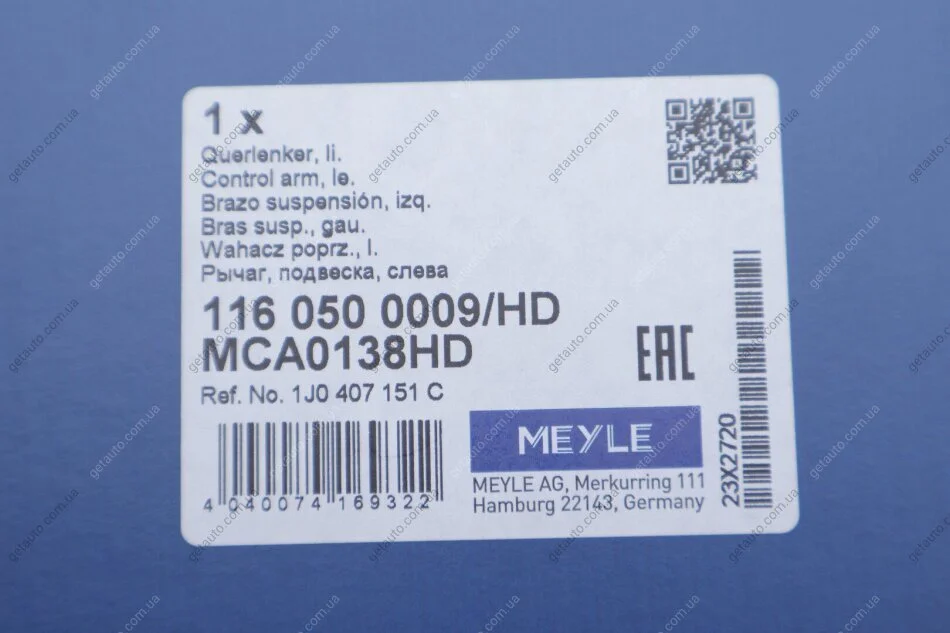 1 x
Querlenker, li.
Control arm, le.
Brazo suspensión, izq.
Bras susp., gau.
Wahacz poprz., l.
Рычаг, подвеска, слева
116 050 0009/HD
MCA0138HD
EAC
Ref. No. 1J0 407 151 C
MEYLE
4 040074 169322
MEYLE AG, Merkurring 111
Hamburg 22143, Germany
23X2720
getauto.com.ua